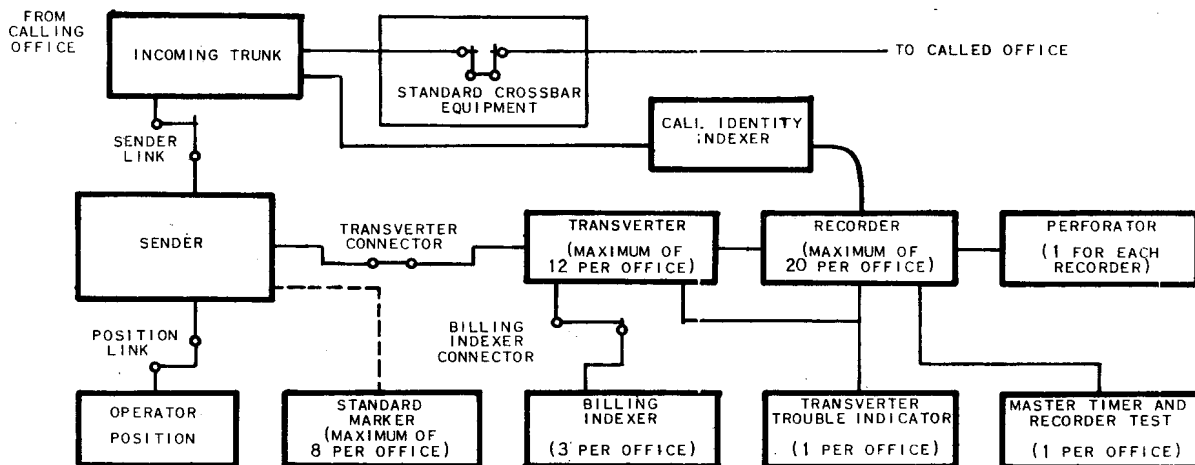 FROM
CALLING
OFFICE
INCOMING TRUNK
STANDARD CROSSBAR
EQUIPMENT
TO CALLED OFFICE
CALL IDENTITY
INDEXER
SENDER
LINK
SENDER
TRANSVERTER
CONNECTOR
TRANSVERTER
(MAXIMUM OF
12 PER OFFICE)
RECORDER
(MAXIMUM OF
20 PER OFFICE)
PERFORATOR
(1 FOR EACH
RECORDER)
POSITION
LINK
BILLING
INDEXER
CONNECTOR
OPERATOR
POSITION
STANDARD
MARKER
(MAXIMUM OF
8 PER OFFICE)
BILLING
INDEXER
(3 PER OFFICE)
TRANSVERTER
TROUBLE INDICATOR
(1 PER OFFICE)
MASTER TIMER AND
RECORDER TEST
(1 PER OFFICE)